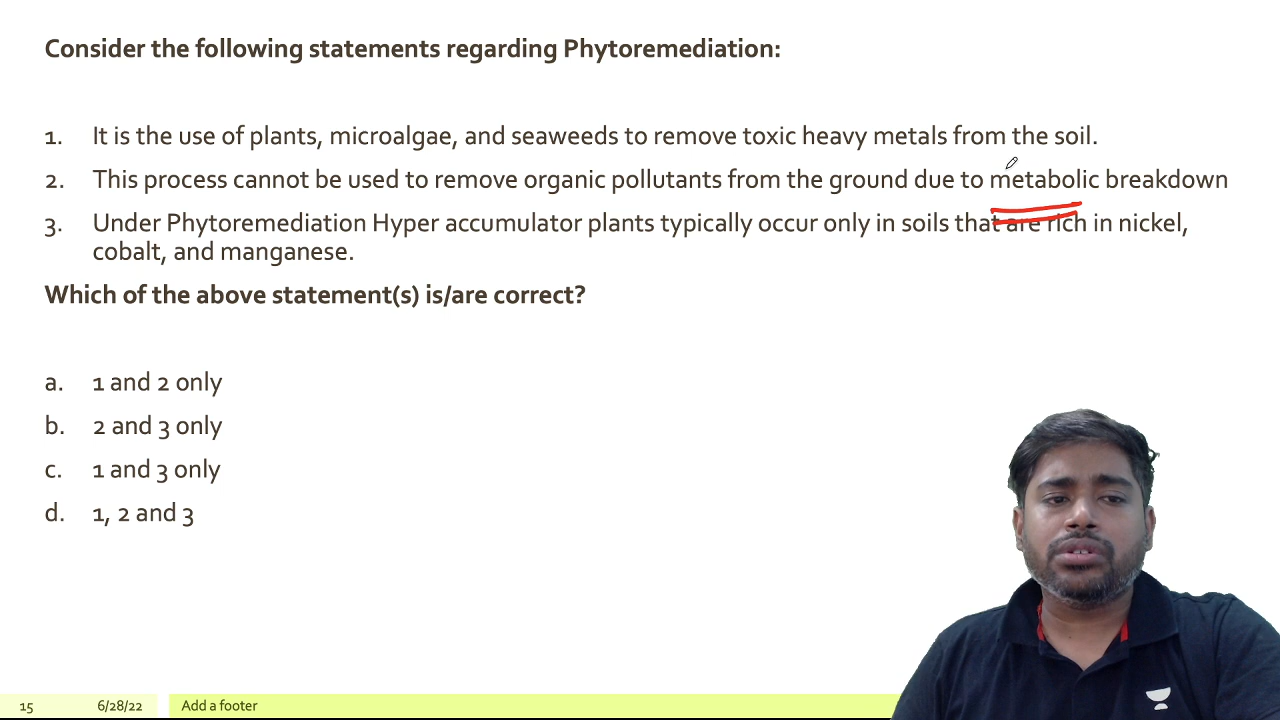 Consider the following statements regarding Phytoremediation:
1. It is the use of plants, microalgae, and seaweeds to remove toxic heavy metals from the soil.
2. This process cannot be used to remove organic pollutants from the ground due to metabolic breakdown
3. Under Phytoremediation Hyper accumulator plants typically occur only in soils that are rich in nickel,
cobalt, and manganese.
Which of the above statement(s) is/are correct?
a. 1 and 2 only
b. 2 and 3 only
c. 1 and 3 only
d. 1, 2 and 3
15 6/28/22 Add a footer